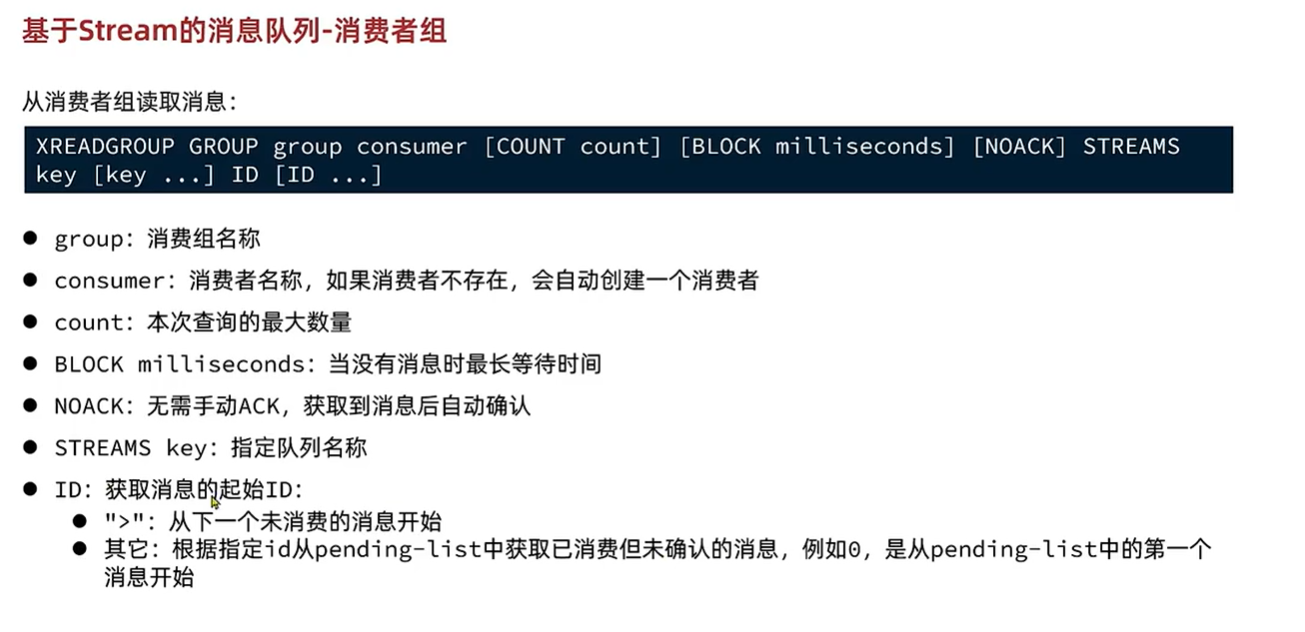 基于Stream的消息队列-消费者组
从消费者组读取消息：
XREADGROUP GROUP group consumer [COUNT count] [BLOCK milliseconds] [NOACK] STREAMS
key [key ...] ID [ID ...]
● group：消费组名称
● consumer：消费者名称，如果消费者不存在，会自动创建一个消费者
● count：本次查询的最大数量
● BLOCK milliseconds：当没有消息时最长等待时间
● NOACK：无需手动ACK，获取到消息后自动确认
● STREAMS key：指定队列名称
● ID：获取消息的起始ID：
● ">"：从下一个未消费的消息开始
● 其它：根据指定id从pending-list中获取已消费但未确认的消息，例如0，是从pending-list中的第一个
消息开始